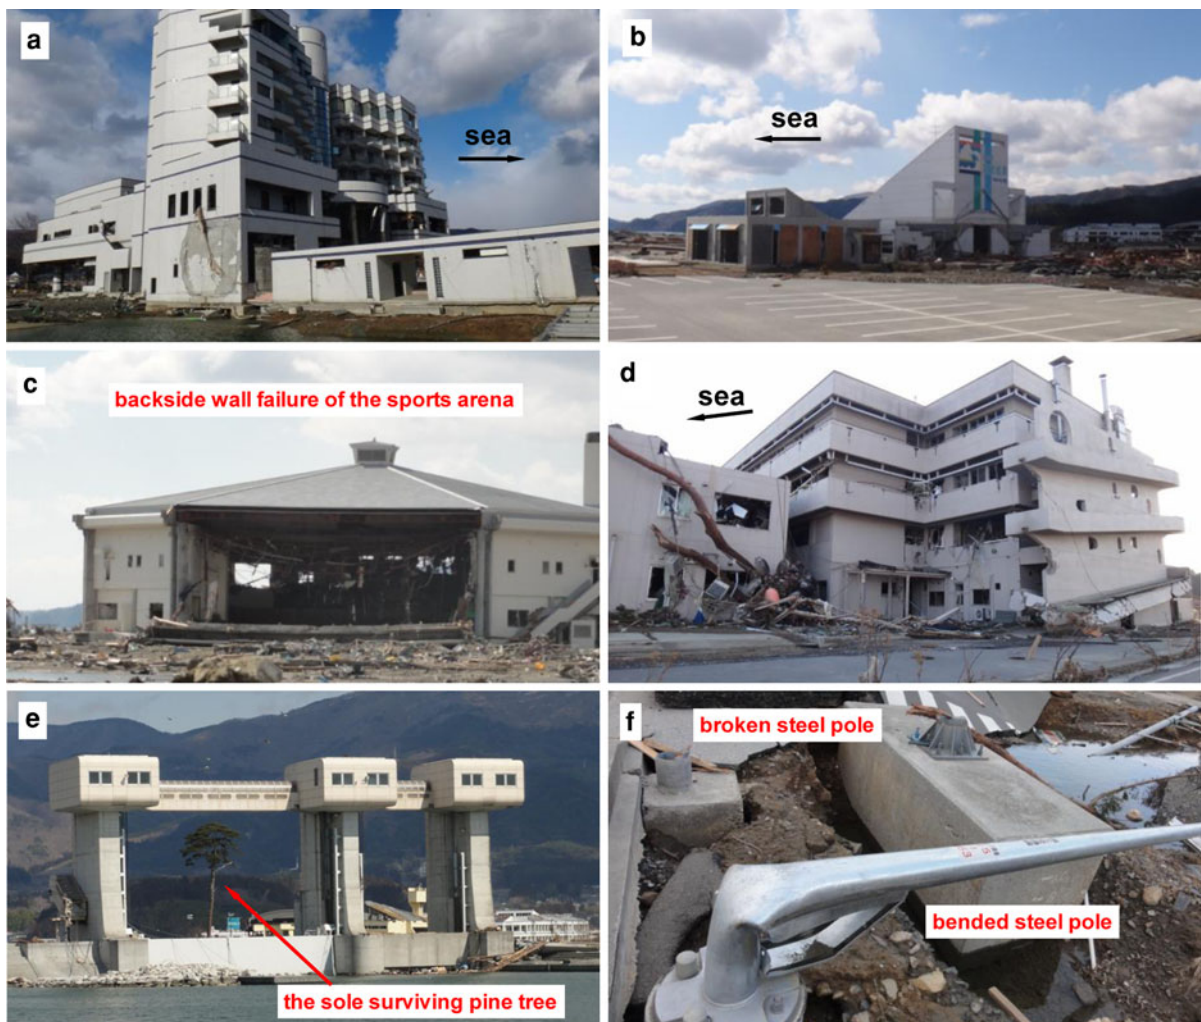 a
sea
b
sea
c
backside wall failure of the sports arena
d
sea
e
the sole surviving pine tree
f
broken steel pole
bended steel pole